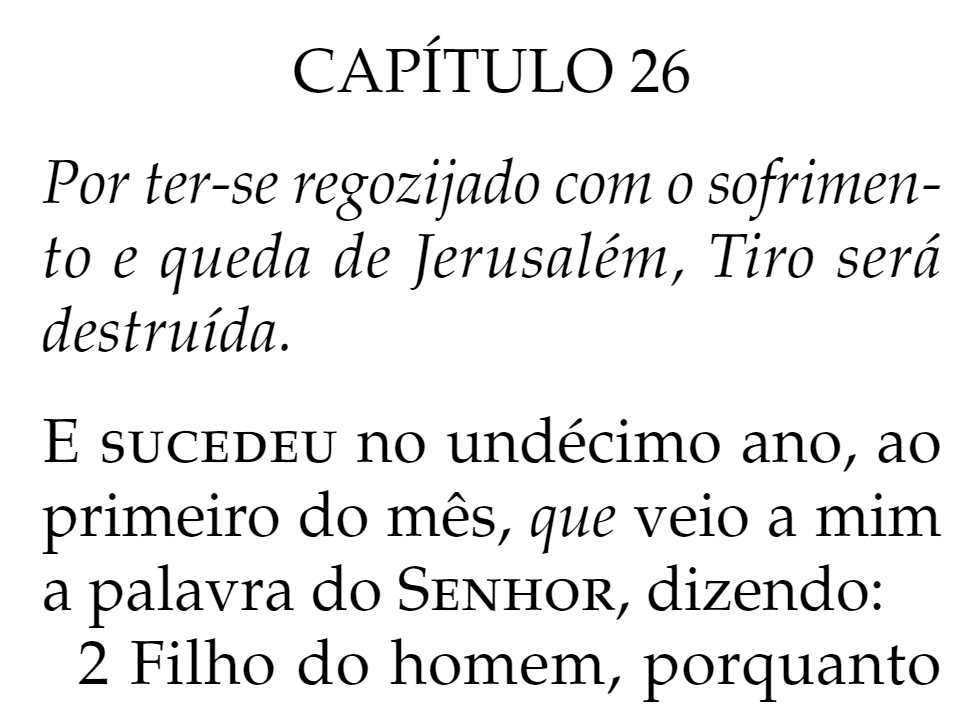 CAPÍTULO 26
Por ter-se regozijado com o sofrimen-
to e queda de Jerusalém, Tiro será
destruída.
E SUCEDEU no undécimo ano, ao
primeiro do mês, que veio a mim
a palavra do SENHOR, dizendo:
2 Filho do homem, porquanto